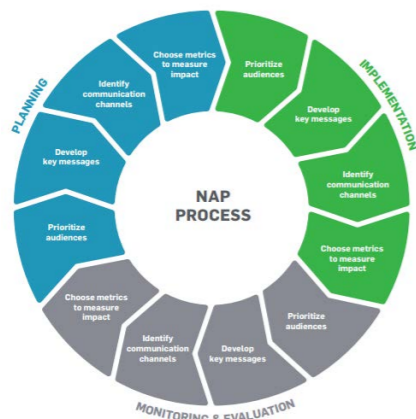 PLANNING
Prioritize
audiences
Develop
key messages
Identify
communication
channels
Choose metrics
to measure
impact
IMPLEMENTATION
Prioritize
audiences
Develop
key messages
Identify
communication
channels
Choose metrics
to measure
impact
MONITORING & EVALUATION
Prioritize
audiences
Develop
key messages
Identify
communication
channels
Choose metrics
to measure
impact
NAP
PROCESS